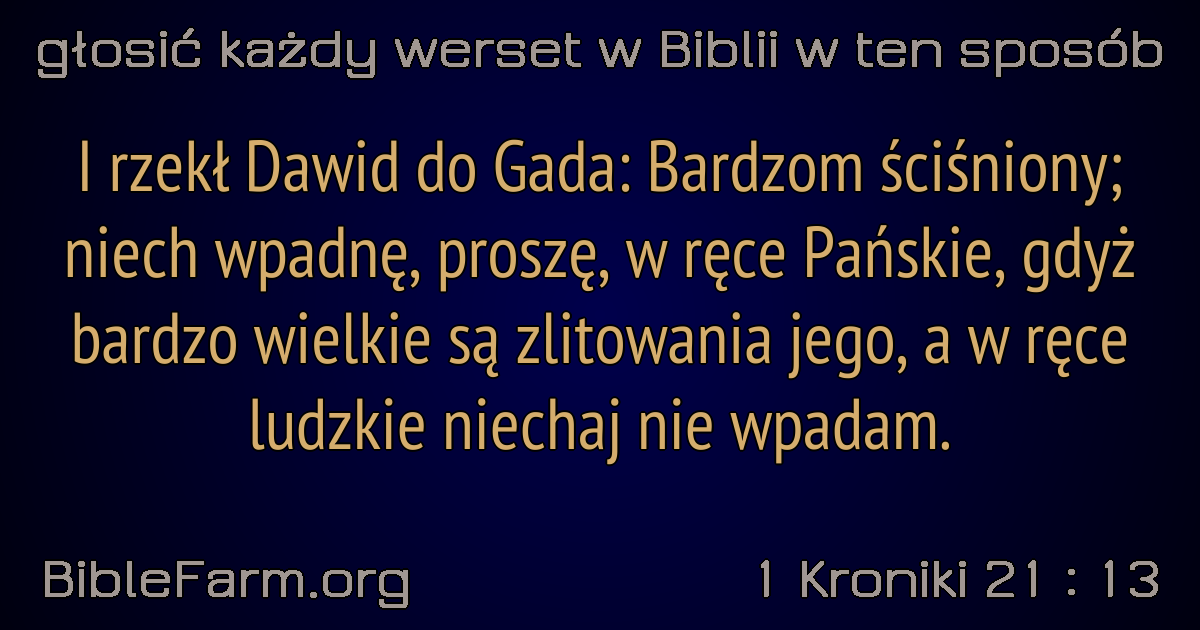 głosić każdy werset w Biblii w ten sposób
I rzekł Dawid do Gada: Bardzom ściśniony;
niech wpadnę, proszę, w ręce Pańskie, gdyż
bardzo wielkie są zlitowania jego, a w ręce
ludzkie niechaj nie wpadam.
BibleFarm.org
1 Kroniki 21 : 13